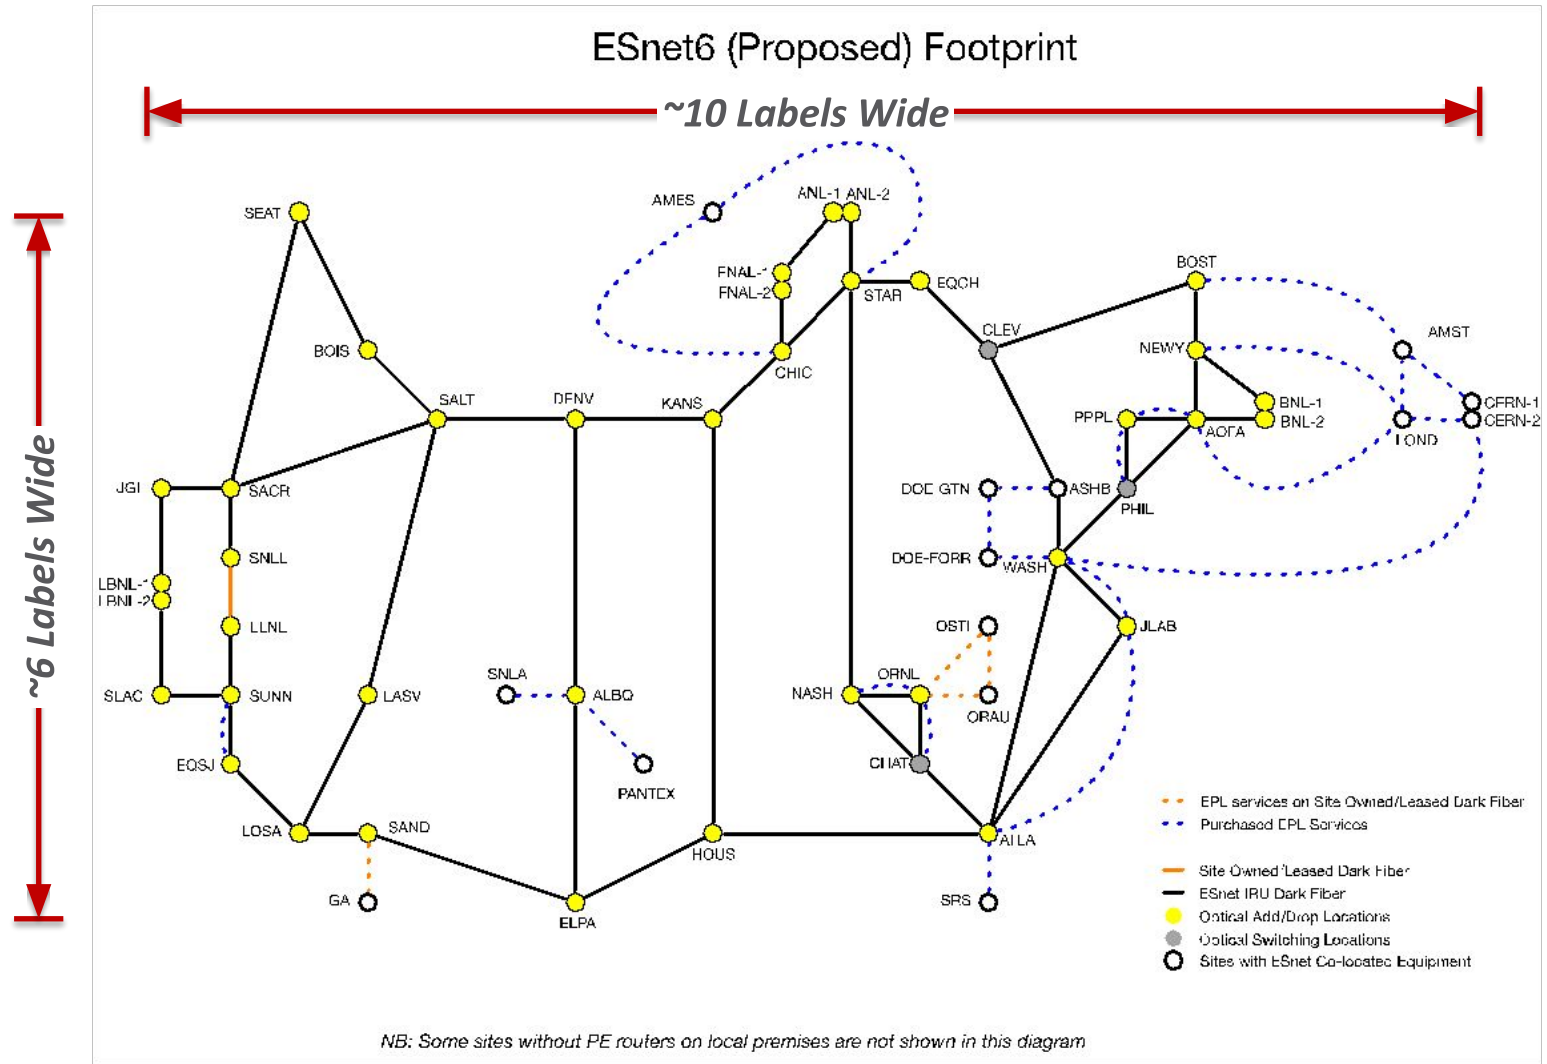 ESnet6 (Proposed) Footprint
~10 Labels Wide
~6 Labels Wide
AMES
ANL-1 ANL-2
SEAT
FNAL-1
FNAL-2
STAR
EQCH
BOST
CLEV
AMST
BOIS
CHIC
NEWY
SALT
DENV
KANS
PPPL
AOFA
BNL-1
BNL-2
LOND
CERN-1
CERN-2
JGI
SACR
DOE GTN
ASHB
PHIL
SNLL
DOE-FORR
WASH
LBNL-1
LBNL-2
LLNL
OSTI
JLAB
SLAC
SUNN
LASV
SNLA
ALBQ
NASH
ORNL
ORAU
EQSJ
PANTEX
CHAT
LOSA
SAND
HOUS
ATLA
GA
ELPA
SRS
EPL services on Site Owned/Leased Dark Fiber
Purchased EPL Services
Site Owned/Leased Dark Fiber
ESnet IRU Dark Fiber
Optical Add/Drop Locations
Optical Switching Locations
Sites with ESnet Co-located Equipment
NB: Some sites without PE routers on local premises are not shown in this diagram